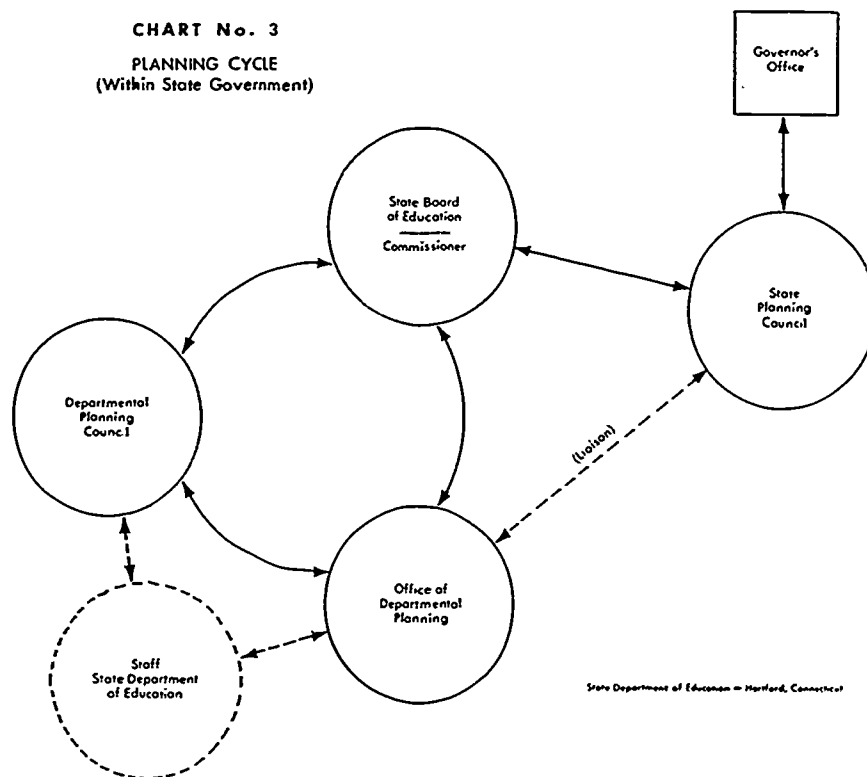 CHART No. 3
PLANNING CYCLE
(Within State Government)
Governor's
Office
State Board
of Education
Commissioner
State
Planning
Council
Departmental
Planning
Council
(Liaison)
Office of
Departmental
Planning
Staff
State Department
of Education
State Department of Education — Hartford, Connecticut